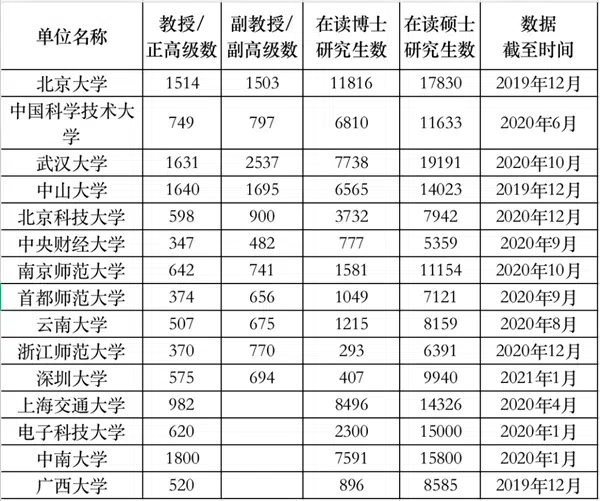 单位名称 教授/正高级数 副教授/副高级数 在读博士研究生数 在读硕士研究生数 数据截至时间
北京大学 1514 1503 11816 17830 2019年12月
中国科学技术大学 749 797 6810 11633 2020年6月
武汉大学 1631 2537 7738 19191 2020年10月
中山大学 1640 1695 6565 14023 2019年12月
北京科技大学 598 900 3732 7942 2020年12月
中央财经大学 347 482 777 5359 2020年9月
南京师范大学 642 741 1581 11154 2020年10月
首都师范大学 374 656 1049 7121 2020年9月
云南大学 507 675 1215 8159 2020年8月
浙江师范大学 370 770 293 6391 2020年12月
深圳大学 575 694 407 9940 2021年1月
上海交通大学 982 8496 14326 2020年4月
电子科技大学 620 2300 15000 2020年1月
中南大学 1800 7591 15800 2020年1月
广西大学 520 896 8585 2019年12月